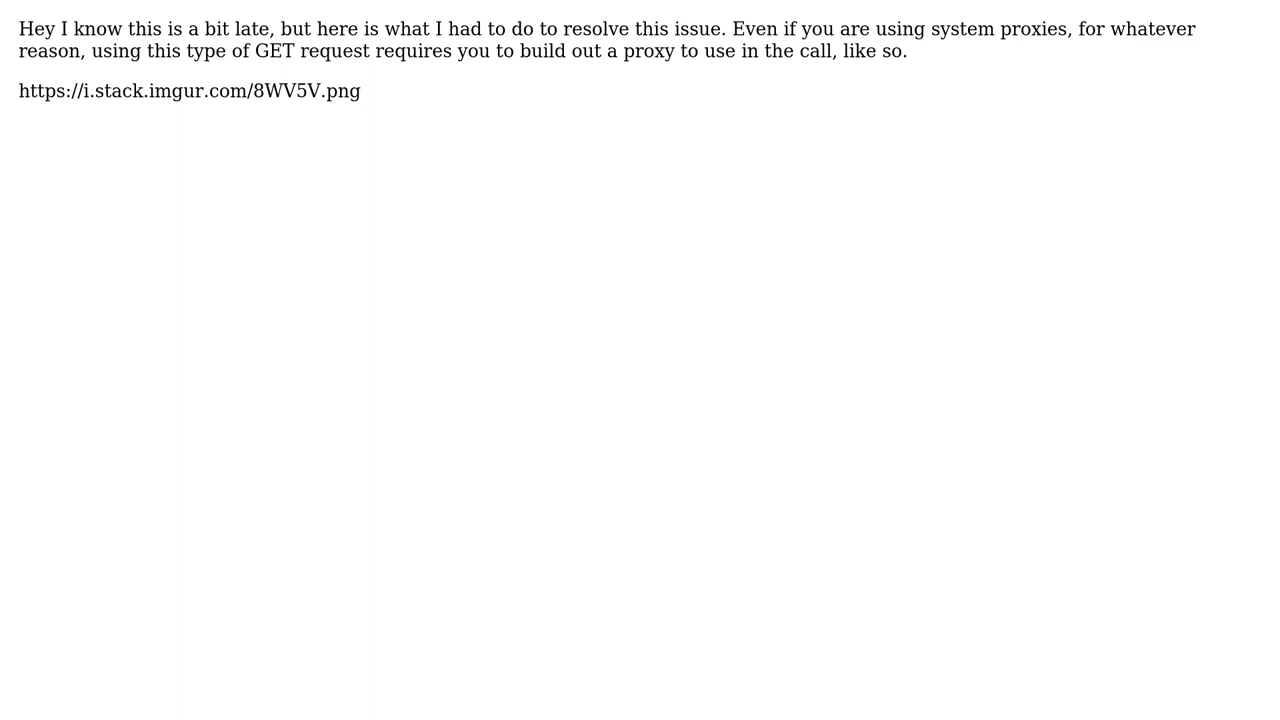 Hey I know this is a bit late, but here is what I had to do to resolve this issue. Even if you are using system proxies, for whatever
reason, using this type of GET request requires you to build out a proxy to use in the call, like so.
https://i.stack.imgur.com/8WV5V.png